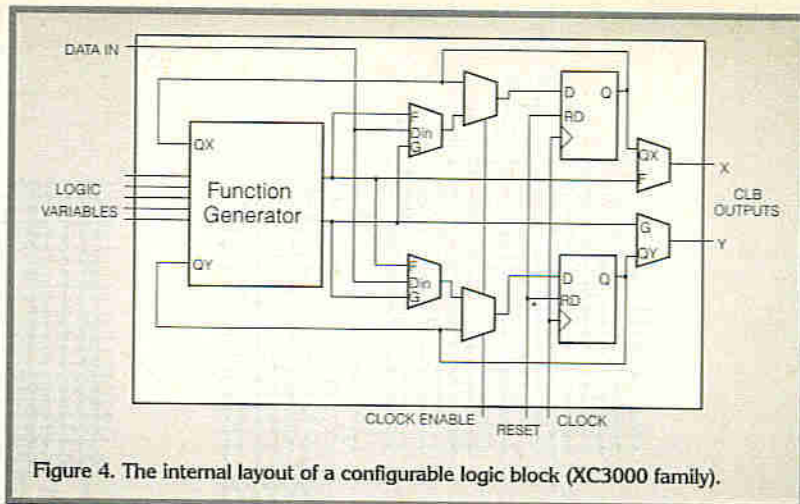 DATA IN
QX
F
Din
G
D Q
RD
QX
F
X
LOGIC
VARIABLES
Function
Generator
CLB
OUTPUTS
G
QY
Y
QY
F
Din
G
D Q
RD
CLOCK ENABLE
RESET
CLOCK
Figure 4. The internal layout of a configurable logic block (XC3000 family).